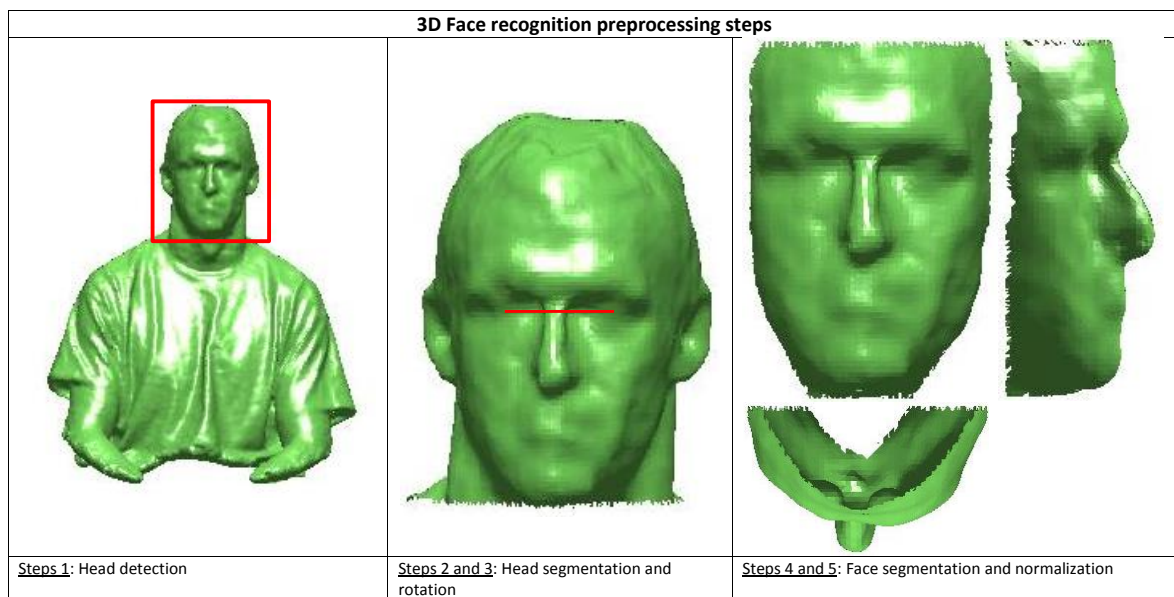 3D Face recognition preprocessing steps
Steps 1: Head detection
Steps 2 and 3: Head segmentation and
rotation
Steps 4 and 5: Face segmentation and normalization